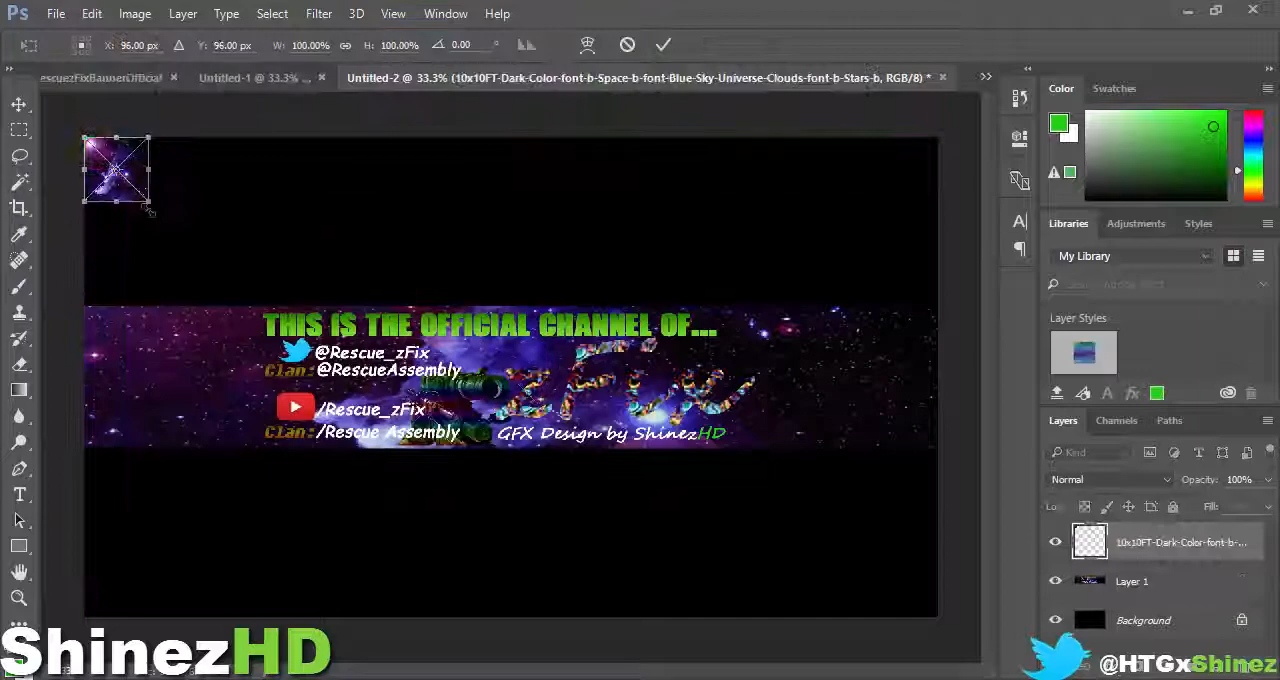 Ps File Edit Image Layer Type Select Filter 3D View Window Help
X: 96.00 px Y: 96.00 px W: 100.00% H: 100.00% 0.00 °
Untitled-1 @ 33.3% ... × Untitled-2 @ 33.3% (10x10FT-Dark-Color-font-b-Space-b-font-Blue-Sky-Universe-Clouds-font-b-Stars-b, RGB/8) * ×
Color Swatches
Libraries Adjustments Styles
My Library
Layer Styles
Layers Channels Paths
Kind
Normal Opacity: 100%
Fill:
10x10FT-Dark-Color-font-b-...
Layer 1
Background
THIS IS THE OFFICIAL CHANNEL OF....
@Rescue_zFix
Clan: @RescueAssembly
zFix
/Rescue_zFix
Clan: /Rescue Assembly
GFX Design by ShinezHD
ShinezHD
@HTGxShinez